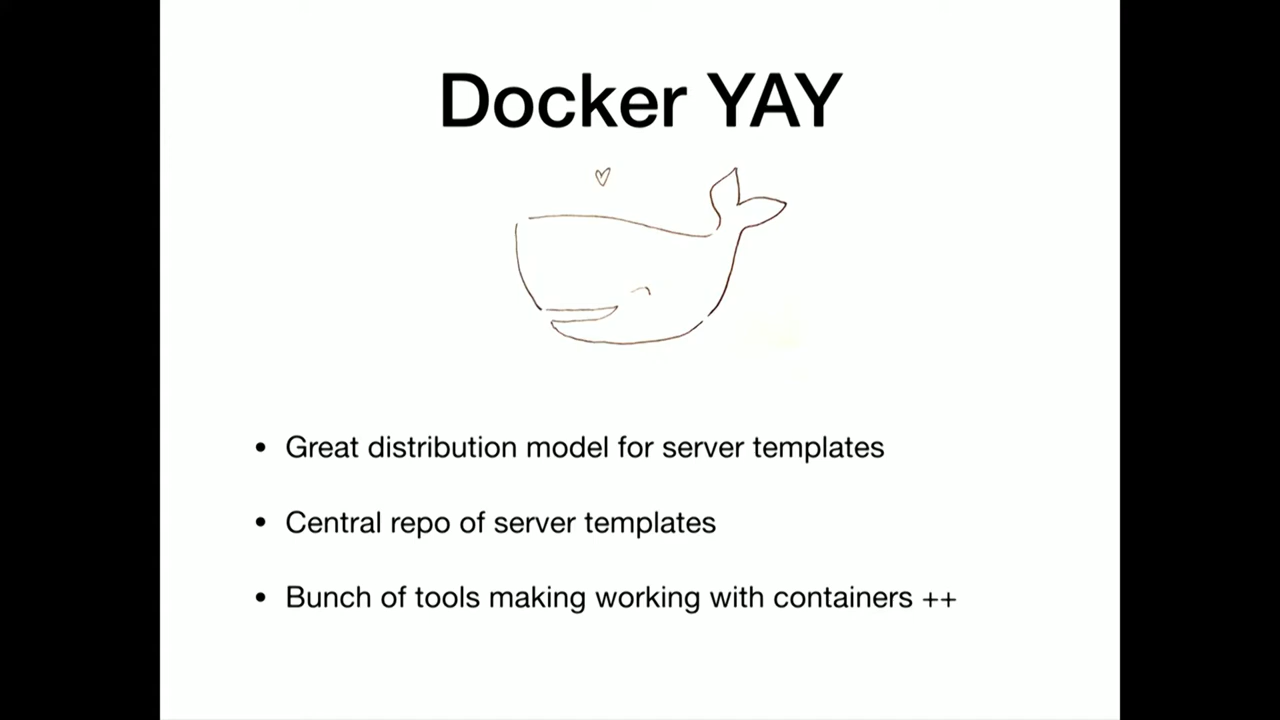 Docker YAY
• Great distribution model for server templates
• Central repo of server templates
• Bunch of tools making working with containers ++